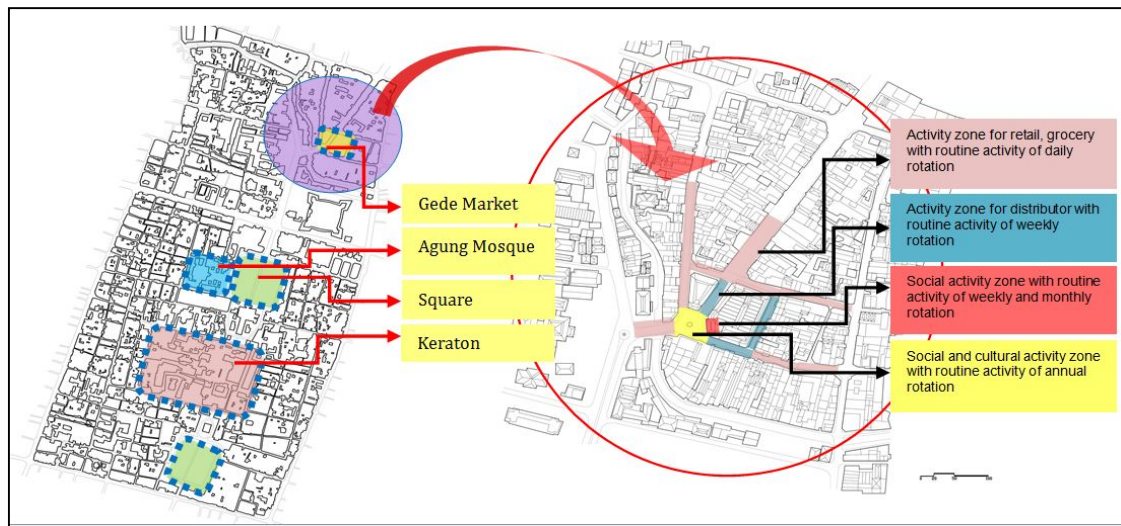 Gede Market
Agung Mosque
Square
Keraton
Activity zone for retail, grocery
with routine activity of daily
rotation
Activity zone for distributor with
routine activity of weekly
rotation
Social activity zone with routine
activity of weekly and monthly
rotation
Social and cultural activity zone
with routine activity of annual
rotation